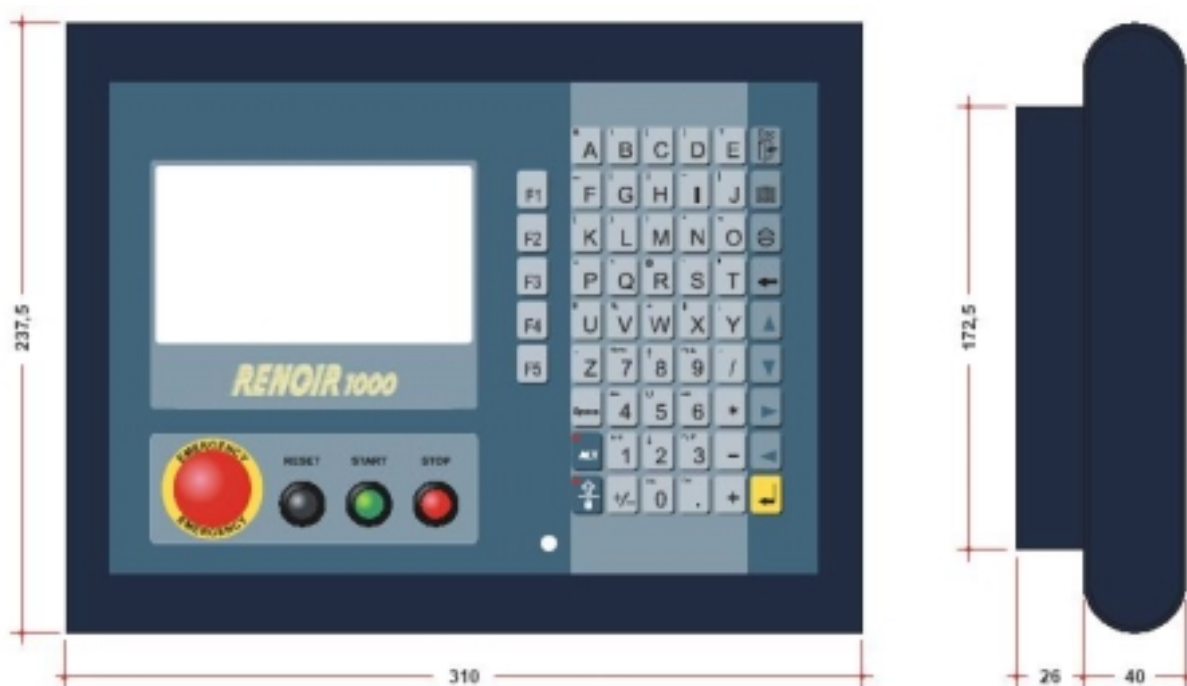 A B C D E
F1 F G H I J
F2 K L M N O
F3 P Q R S T
F4 U V W X Y
F5 Z 7 8 9 /
Space 4 5 6 *
ALT 1 2 3 -
+/- 0 . +
RENOIR 1000
EMERGENCY RESET START STOP
EMERGENCY
237,5
310
172,5
26 40